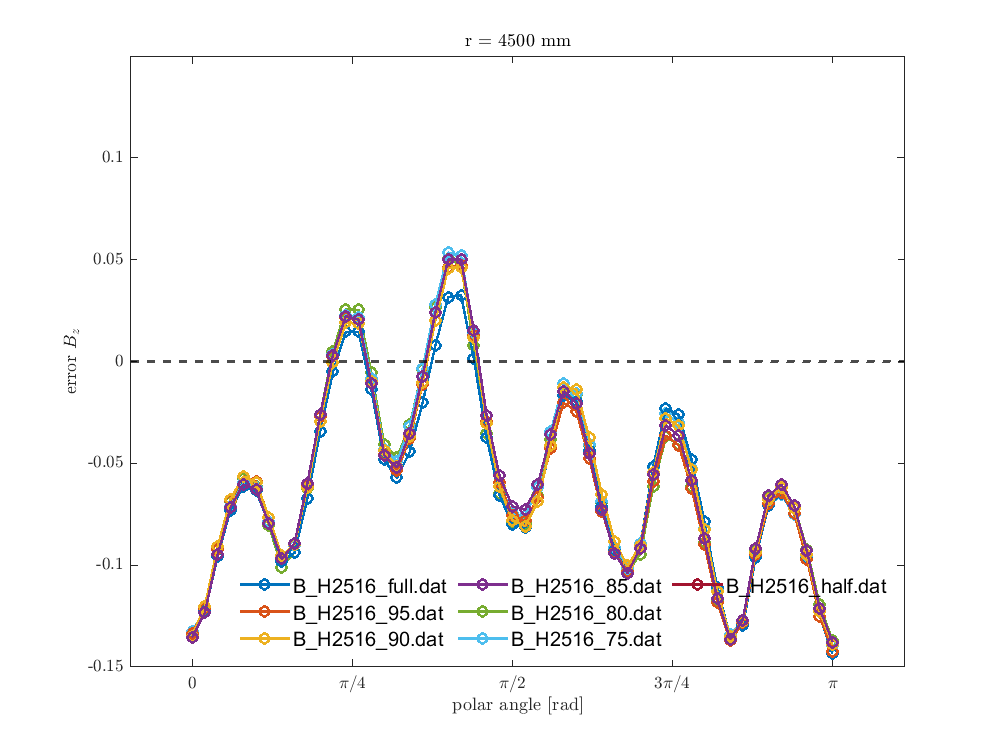 r = 4500 mm
error B_z
0.1
0.05
0
-0.05
-0.1
-0.15
B_H2516_full.dat B_H2516_85.dat B_H2516_half.dat
B_H2516_95.dat B_H2516_80.dat
B_H2516_90.dat B_H2516_75.dat
0 π/4 π/2 3π/4 π
polar angle [rad]